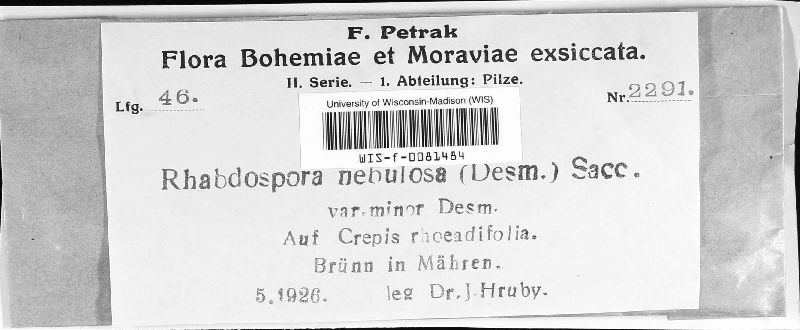 F. Petrak
Flora Bohemiae et Moraviae exsiccata.
II. Serie. — 1. Abteilung: Pilze.
Lfg. 46.
Nr. 2291.
University of Wisconsin-Madison (WIS)
WIS-f-0081484
Rhabdospora nebulosa (Desm.) Sacc.
var. minor Desm.
Auf Crepis rhoeadifolia.
Brünn in Mähren.
5.1926. leg Dr. J. Hruby.